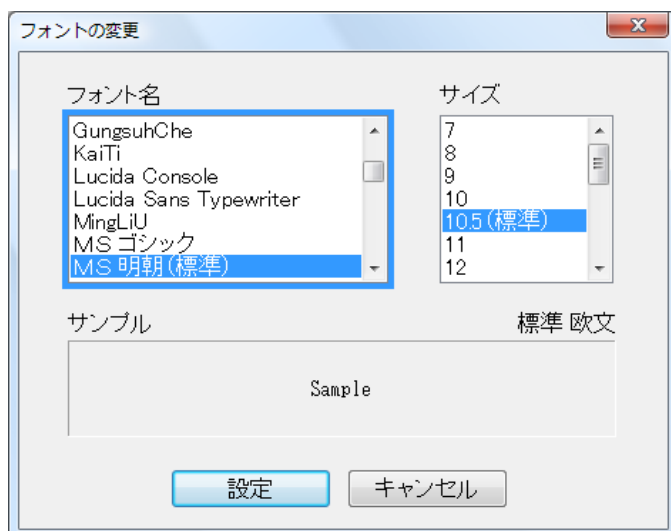 フォントの変更
フォント名
サイズ
GungsuhChe
KaiTi
Lucida Console
Lucida Sans Typewriter
MingLiU
MS ゴシック
MS 明朝(標準)
7
8
9
10
10.5(標準)
11
12
サンプル
標準 欧文
Sample
設定
キャンセル